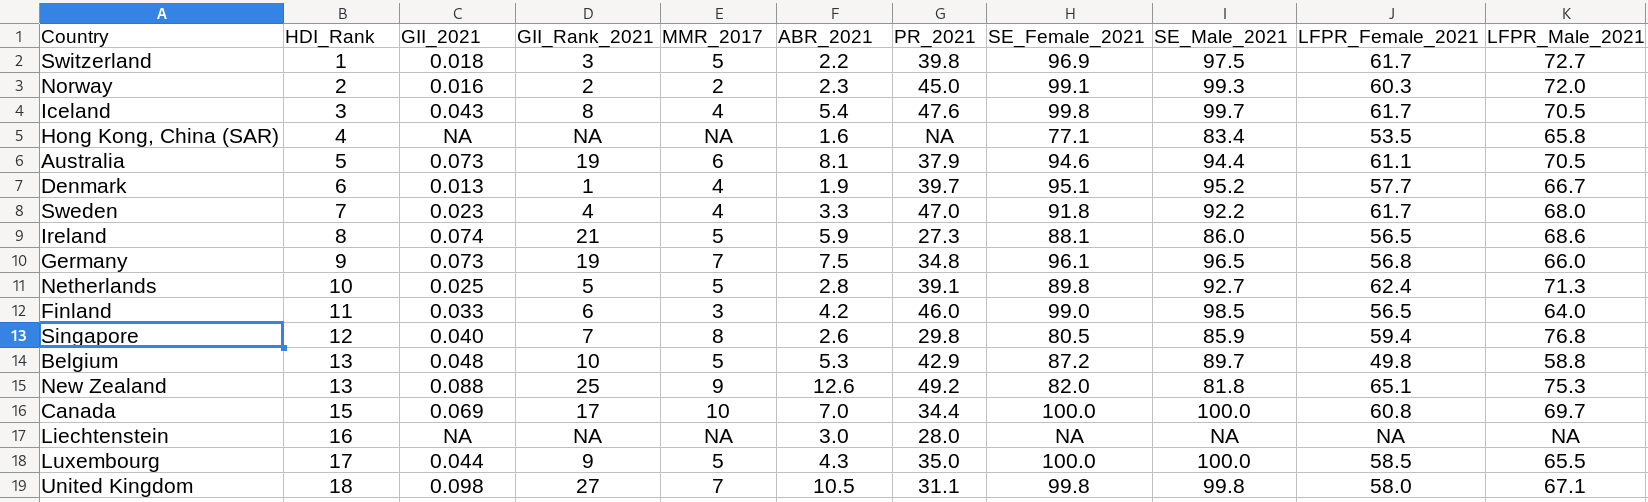 A B C D E F G H I J K
1 Country HDI_Rank GII_2021 GII_Rank_2021 MMR_2017 ABR_2021 PR_2021 SE_Female_2021 SE_Male_2021 LFPR_Female_2021 LFPR_Male_2021
2 Switzerland 1 0.018 3 5 2.2 39.8 96.9 97.5 61.7 72.7
3 Norway 2 0.016 2 2 2.3 45.0 99.1 99.3 60.3 72.0
4 Iceland 3 0.043 8 4 5.4 47.6 99.8 99.7 61.7 70.5
5 Hong Kong, China (SAR) 4 NA NA NA 1.6 NA 77.1 83.4 53.5 65.8
6 Australia 5 0.073 19 6 8.1 37.9 94.6 94.4 61.1 70.5
7 Denmark 6 0.013 1 4 1.9 39.7 95.1 95.2 57.7 66.7
8 Sweden 7 0.023 4 4 3.3 47.0 91.8 92.2 61.7 68.0
9 Ireland 8 0.074 21 5 5.9 27.3 88.1 86.0 56.5 68.6
10 Germany 9 0.073 19 7 7.5 34.8 96.1 96.5 56.8 66.0
11 Netherlands 10 0.025 5 5 2.8 39.1 89.8 92.7 62.4 71.3
12 Finland 11 0.033 6 3 4.2 46.0 99.0 98.5 56.5 64.0
13 Singapore 12 0.040 7 8 2.6 29.8 80.5 85.9 59.4 76.8
14 Belgium 13 0.048 10 5 5.3 42.9 87.2 89.7 49.8 58.8
15 New Zealand 13 0.088 25 9 12.6 49.2 82.0 81.8 65.1 75.3
16 Canada 15 0.069 17 10 7.0 34.4 100.0 100.0 60.8 69.7
17 Liechtenstein 16 NA NA NA 3.0 28.0 NA NA NA NA
18 Luxembourg 17 0.044 9 5 4.3 35.0 100.0 100.0 58.5 65.5
19 United Kingdom 18 0.098 27 7 10.5 31.1 99.8 99.8 58.0 67.1